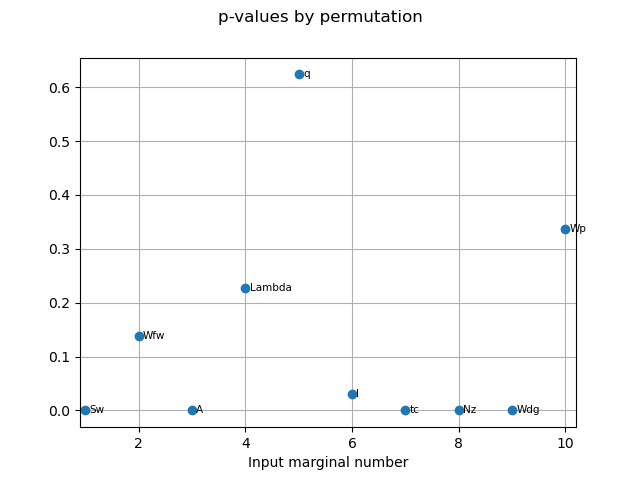 p-values by permutation
0.6
q
0.5
0.4
Wp
0.3
Lambda
0.2
Wfw
0.1
l
0.0
Sw
A
tc
Nz
Wdg
2
4
6
8
10
Input marginal number